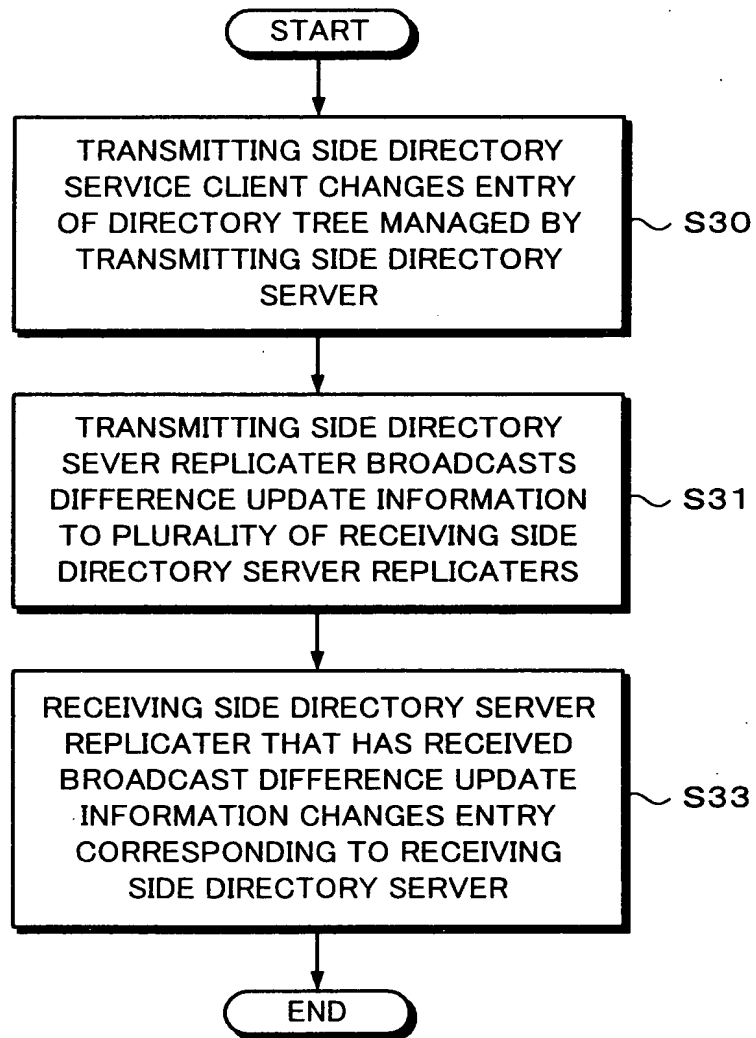 START
TRANSMITTING SIDE DIRECTORY
SERVICE CLIENT CHANGES ENTRY
OF DIRECTORY TREE MANAGED BY
TRANSMITTING SIDE DIRECTORY
SERVER
S30
TRANSMITTING SIDE DIRECTORY
SEVER REPLICATER BROADCASTS
DIFFERENCE UPDATE INFORMATION
TO PLURALITY OF RECEIVING SIDE
DIRECTORY SERVER REPLICATERS
S31
RECEIVING SIDE DIRECTORY SERVER
REPLICATER THAT HAS RECEIVED
BROADCAST DIFFERENCE UPDATE
INFORMATION CHANGES ENTRY
CORRESPONDING TO RECEIVING
SIDE DIRECTORY SERVER
S33
END